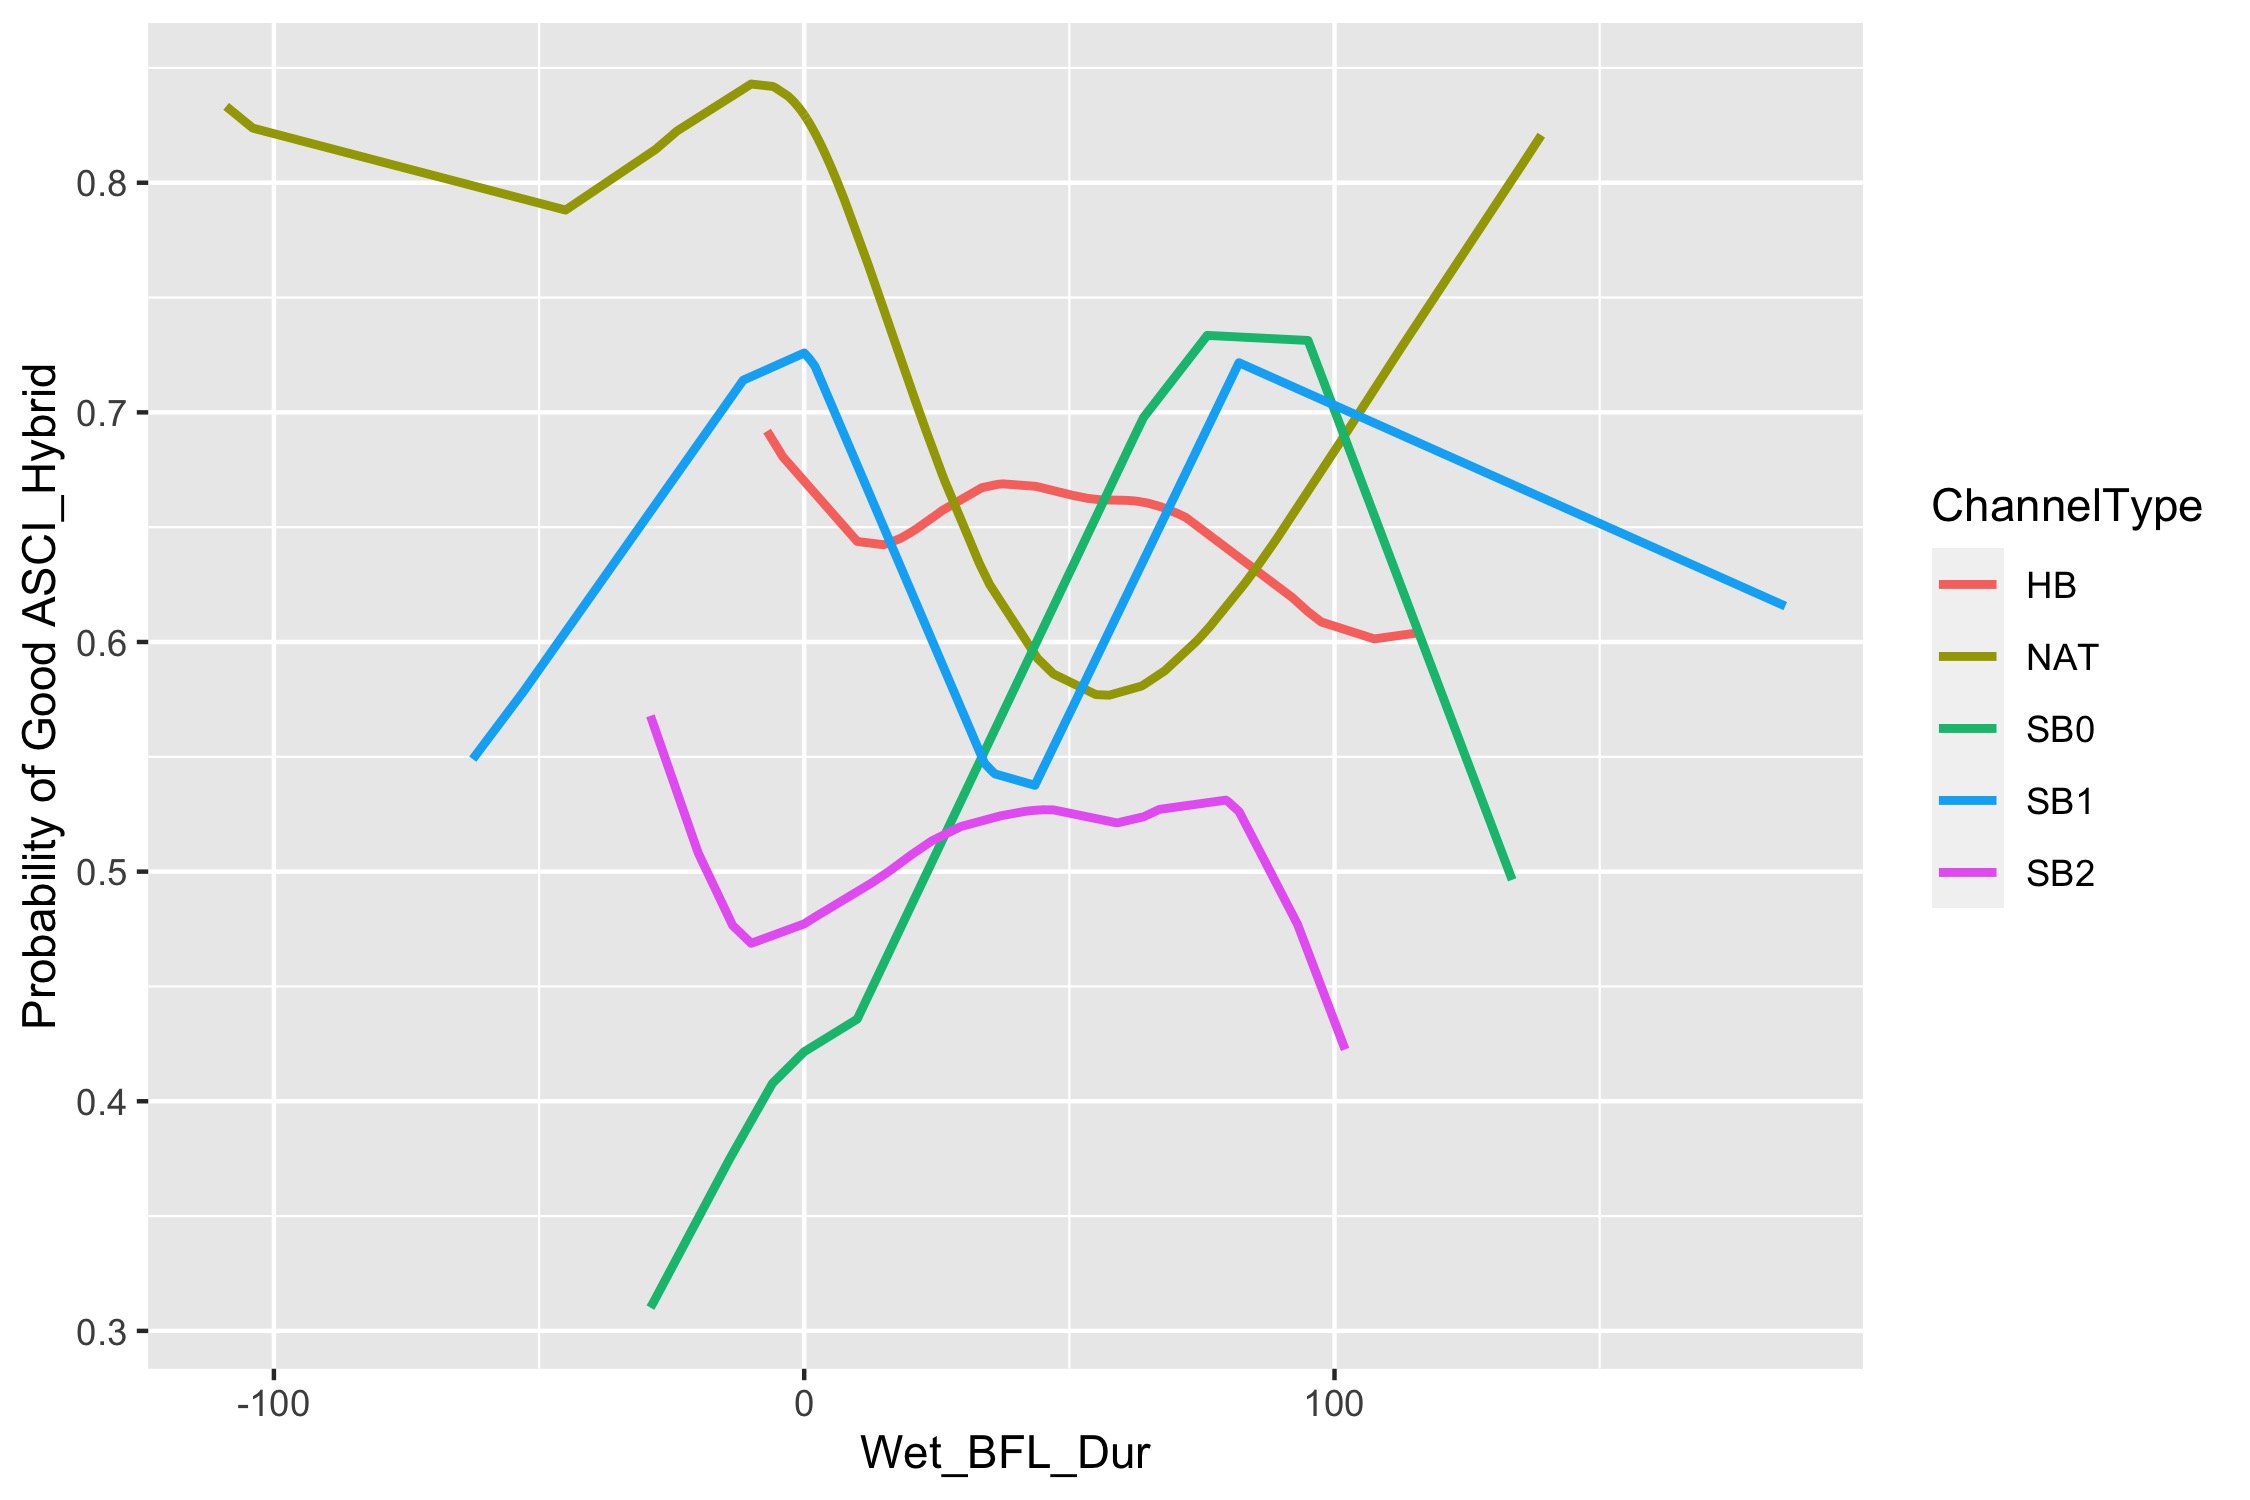 Probability of Good ASCI_Hybrid
0.8
0.7
0.6
0.5
0.4
0.3
-100
0
100
Wet_BFL_Dur
ChannelType
HB
NAT
SB0
SB1
SB2